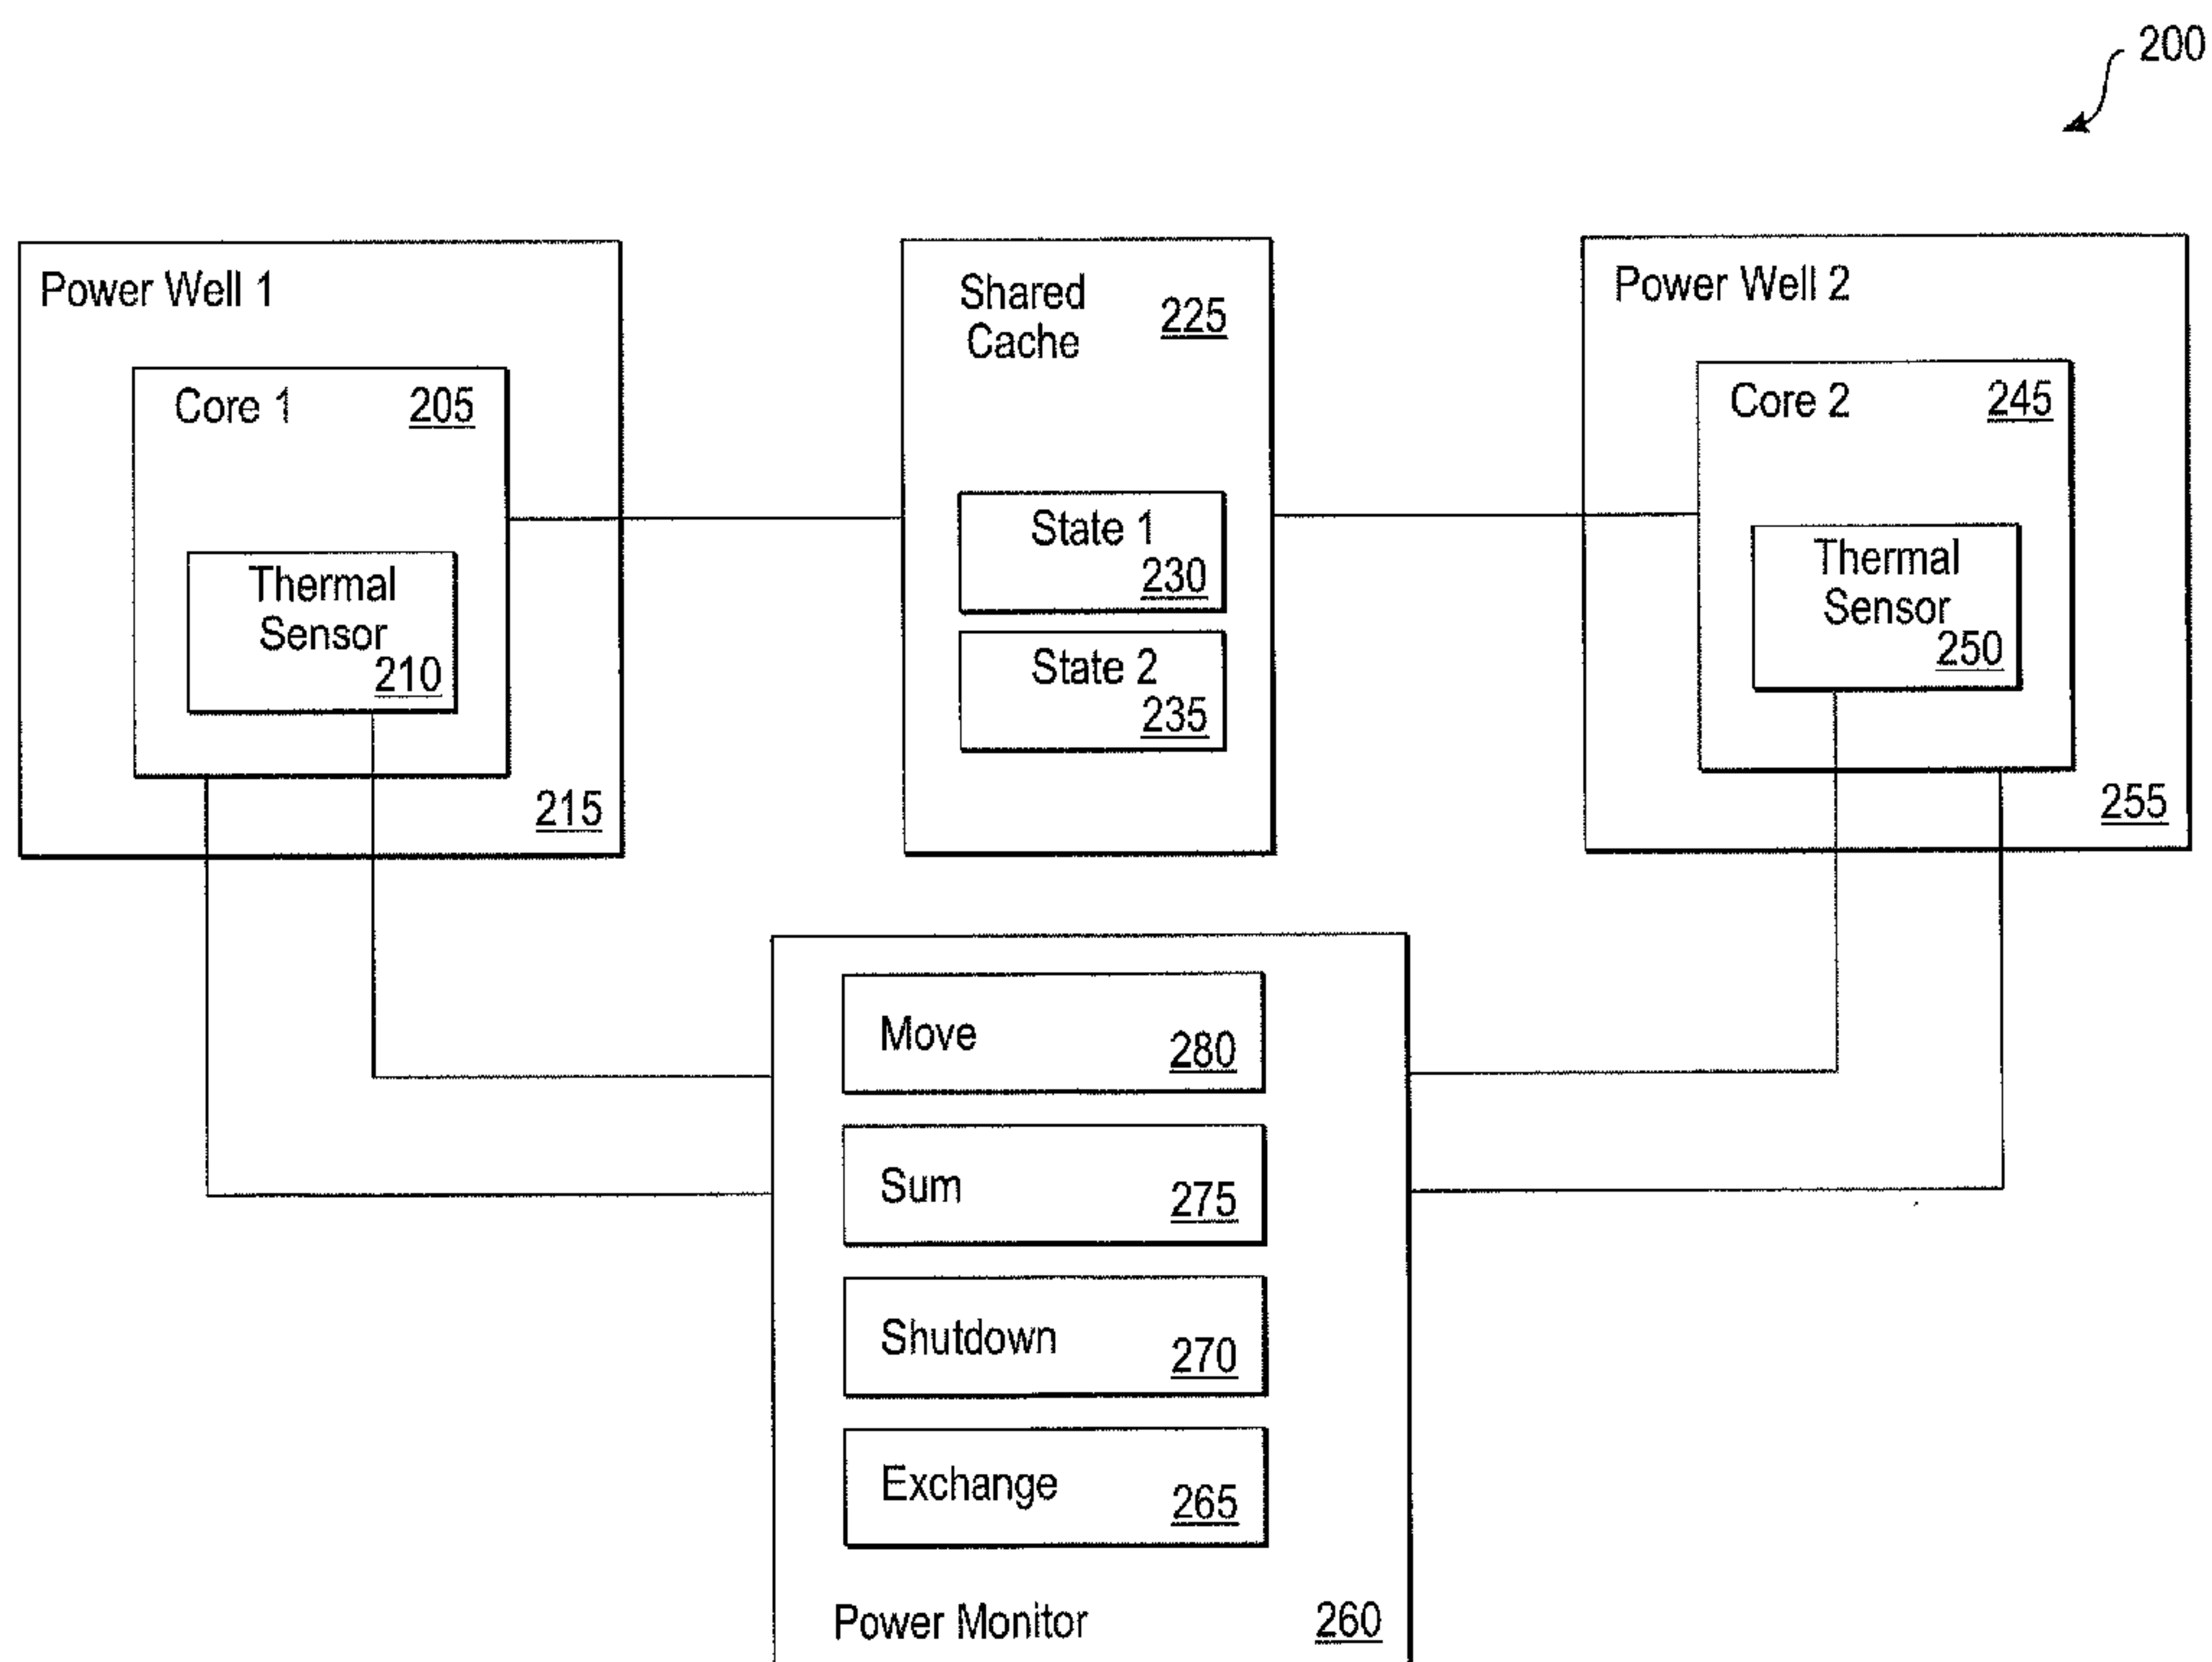 200
Power Well 1
Core 1 205
Thermal
Sensor
210
215
Shared
Cache
225
State 1
230
State 2
235
Power Well 2
Core 2 245
Thermal
Sensor
250
255
Move 280
Sum 275
Shutdown 270
Exchange 265
Power Monitor 260